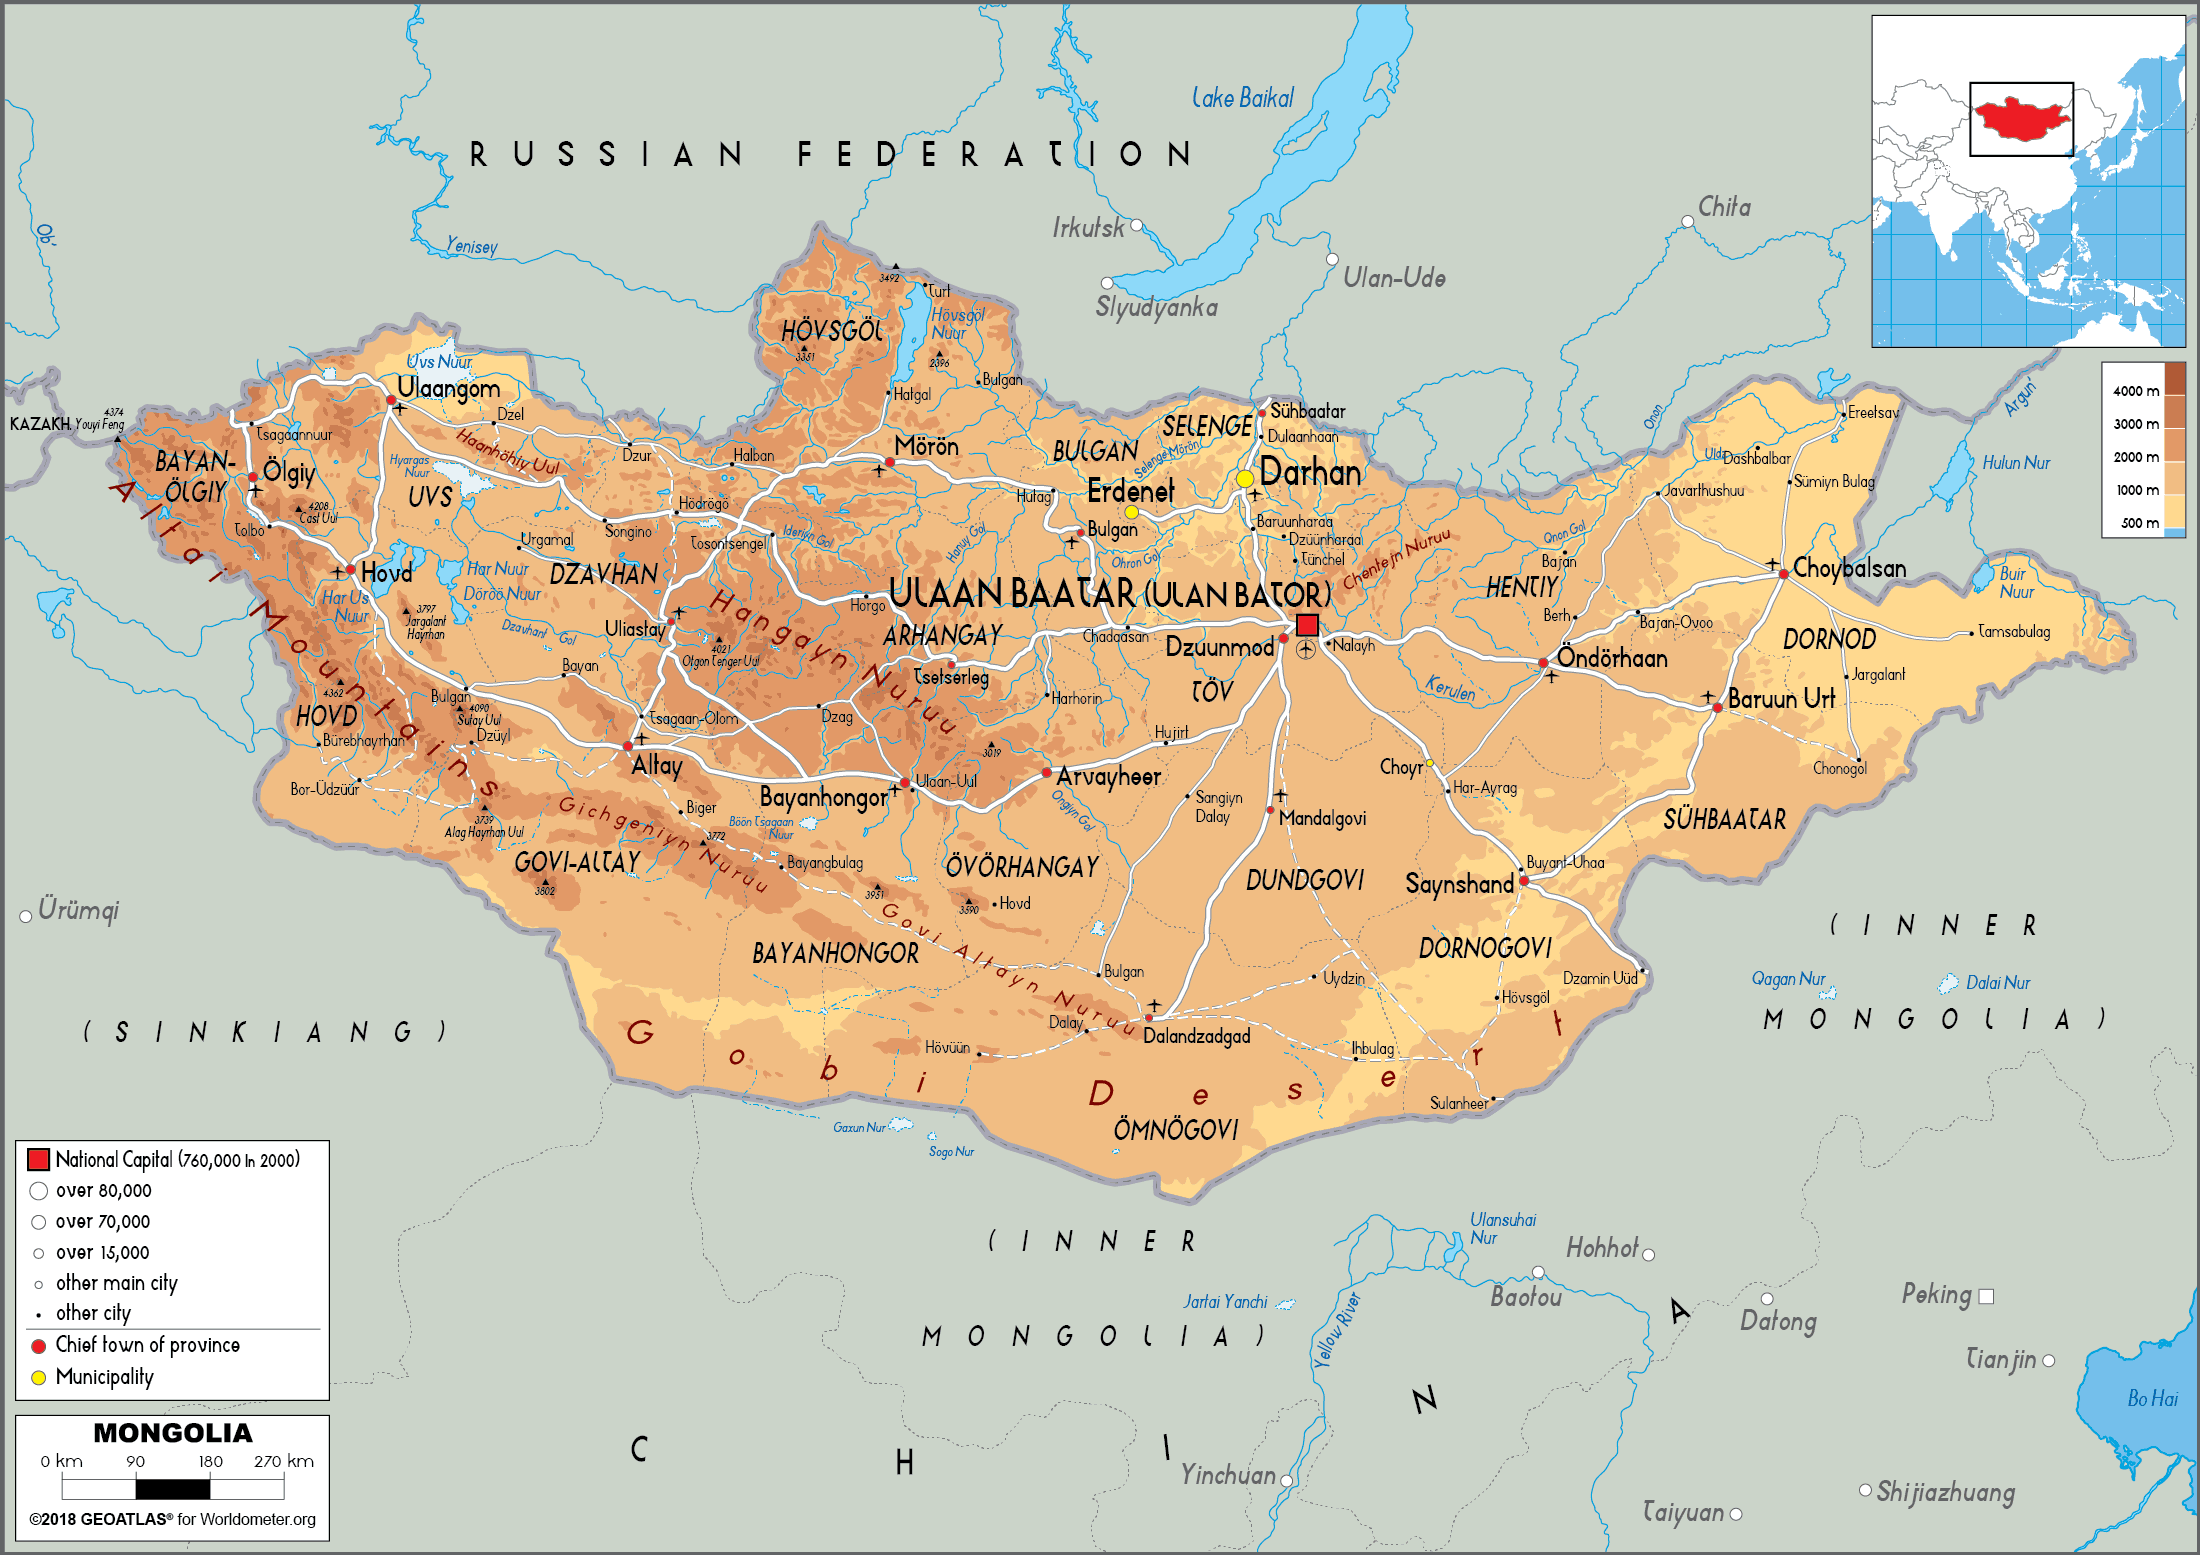 RUSSIAN FEDERATION
Lake Baikal
Ob'
Yenisey
Irkutsk
Slyudyanka
Ulan-Ude
Chita
Onon
Argun'
Hulun Nur
4000 m
3000 m
2000 m
1000 m
500 m
KAZAKH.
4374
Youyi Feng
Altai Mountains
BAYAN-
ÖLGIY
Tsagaannuur
Ölgiy
4208
Cast Uul
Tolbo
Uvs Nuur
Ulaangom
Dzel
Haanhöhiy Uul
Hyargas
Nuur
UVS
Dzur
Halban
Hödrögö
Songino
Urgamal
Tosontsengel
Ideriyn Gol
HÖVSGÖL
3351
3492
Turt
Hövsgöl
Nuur
2396
Bulgan
Hatgal
Mörön
BULGAN
Hutag
Erdenet
Bulgan
Hanuy Gol
Ohron Gol
SELENGE
Selenge Mörön
Sühbaatar
Dulaanhaan
Darhan
Baruunharaa
Dzüünharaa
Tünchel
Chentejn Nuruu
Onon Gol
Bajan
HENTIY
Berh
Bajan-Ovoo
Öndörhaan
Kerulen
Javarthushuu
Uldz
Dashbalbar
Sümiyn Bulag
Ereetsav
Choybalsan
Buir
Nuur
DORNOD
Tamsabulag
Jargalant
Baruun Urt
Chonogol
SÜHBAATAR
Hovd
Har Us
Nuur
Har Nuur
Döröö Nuur
3797
Jargalant
Hayrhan
DZAVHAN
Dzavhant Gol
Uliastay
4021
Otgon Tenger Uul
Hangayn Nuruu
Horgo
ARHANGAY
Tsetserleg
ULAAN BAATAR (ULAN BATOR)
Chadaasan
Dzuunmod
Nalayh
TÖV
Harhorin
Hujirt
4362
HOVD
Bulgan
4090
Sutay Uul
Dzüyl
Bürebhayrhan
Bor-Üdzüür
Bayan
Tsagaan-Olom
Altay
Dzag
3019
Biger
3739
Alag Hayrhan Uul
Gichgeniyn Nuruu
GOVI-ALTAY
3802
3772
Böön Tsagaan
Nuur
Bayanhongor
Ulaan-Uul
Arvayheer
Ongiyn Gol
Sangiyn
Dalay
Mandalgovi
Choyr
Har-Ayrag
Bayangbulag
3951
3590
Hovd
ÖVÖRHANGAY
DUNDGOVI
Buyant-Uhaa
Saynshand
DORNOGOVI
Dzamin Uüd
BAYANHONGOR
Govi Altayn Nuruu
Bulgan
Uydzin
Hövsgöl
Dalay
Dalandzadgad
Hövüün
Ihbulag
Sulanheer
Gobi Desert
ÖMNÖGOVI
Ürümqi
(SINKIANG)
(INNER
MONGOLIA)
Qagan Nur
Dalai Nur
Gaxun Nur
Sogo Nur
(INNER
MONGOLIA)
Jartai Yanchi
Yellow River
Ulansuhai
Nur
Hohhot
Baotou
Datong
Peking
Tianjin
Bo Hai
Yinchuan
Taiyuan
Shijiazhuang
CHINA
National Capital (760,000 In 2000)
over 80,000
over 70,000
over 15,000
other main city
other city
Chief town of province
Municipality
MONGOLIA
0 km 90 180 270 km
©2018 GEOATLAS® for Worldometer.org